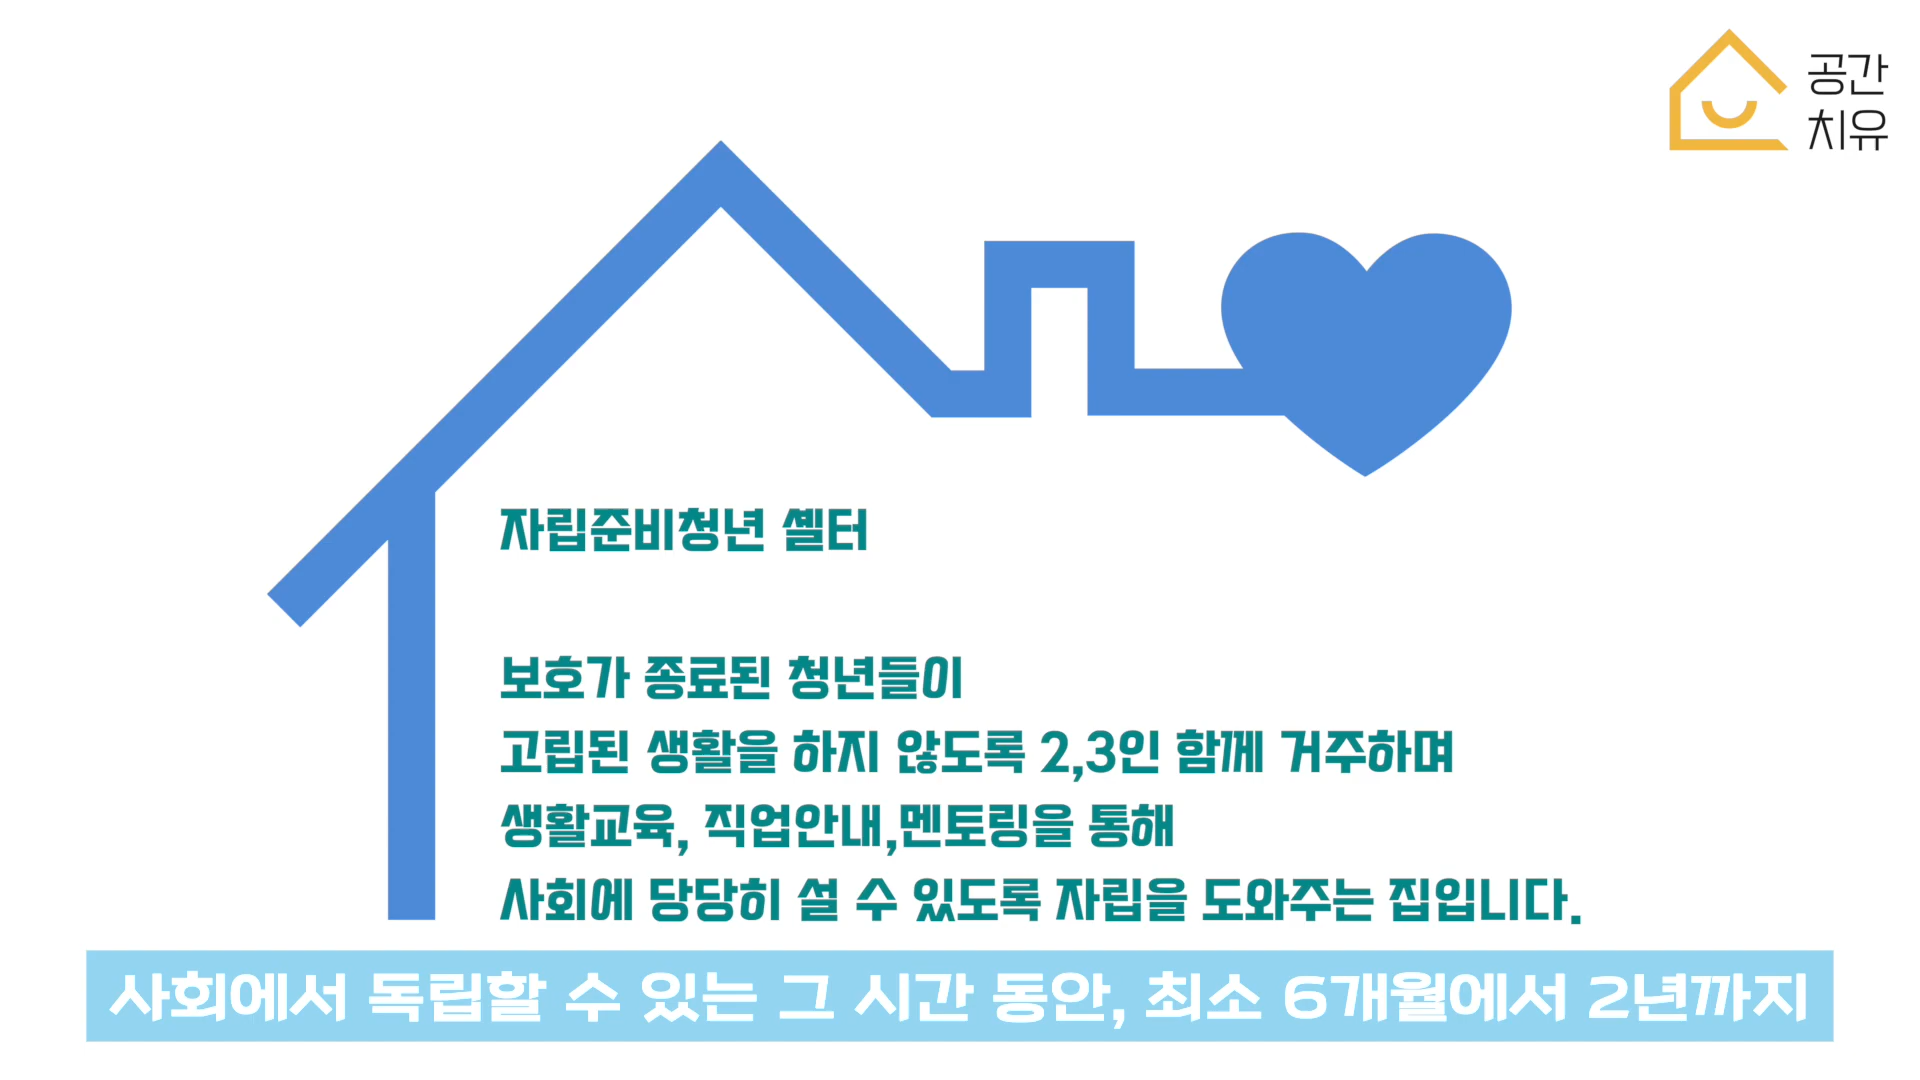 공간
치유
자립준비청년 셸터
보호가 종료된 청년들이
고립된 생활을 하지 않도록 2,3인 함께 거주하며
생활교육, 직업안내,멘토링을 통해
사회에 당당히 설 수 있도록 자립을 도와주는 집입니다.
사회에서 독립할 수 있는 그 시간 동안, 최소 6개월에서 2년까지